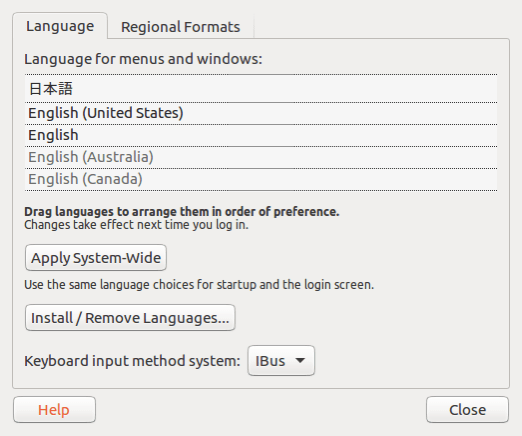 Language
Regional Formats
Language for menus and windows:
日本語
English (United States)
English
English (Australia)
English (Canada)
Drag languages to arrange them in order of preference.
Changes take effect next time you log in.
Apply System-Wide
Use the same language choices for startup and the login screen.
Install / Remove Languages...
Keyboard input method system: IBus
Help
Close